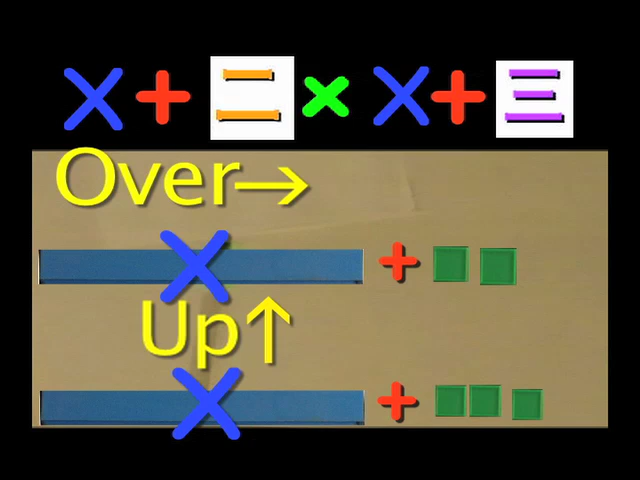 X + 二 × X + 三
Over→
X +
Up↑
X +